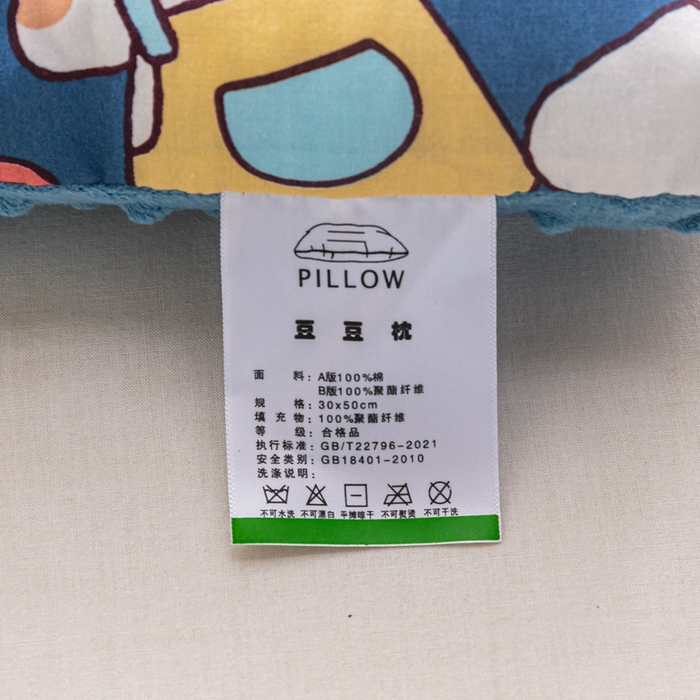 PILLOW
豆豆枕
面 料：A版100%棉
B版100%聚酯纤维
规 格：30x50cm
填 充 物：100%聚酯纤维
等 级：合格品
执行标准：GB/T22796-2021
安全类别：GB18401-2010
洗涤说明：
不可水洗 不可漂白 平摊晾干 不可熨烫 不可干洗